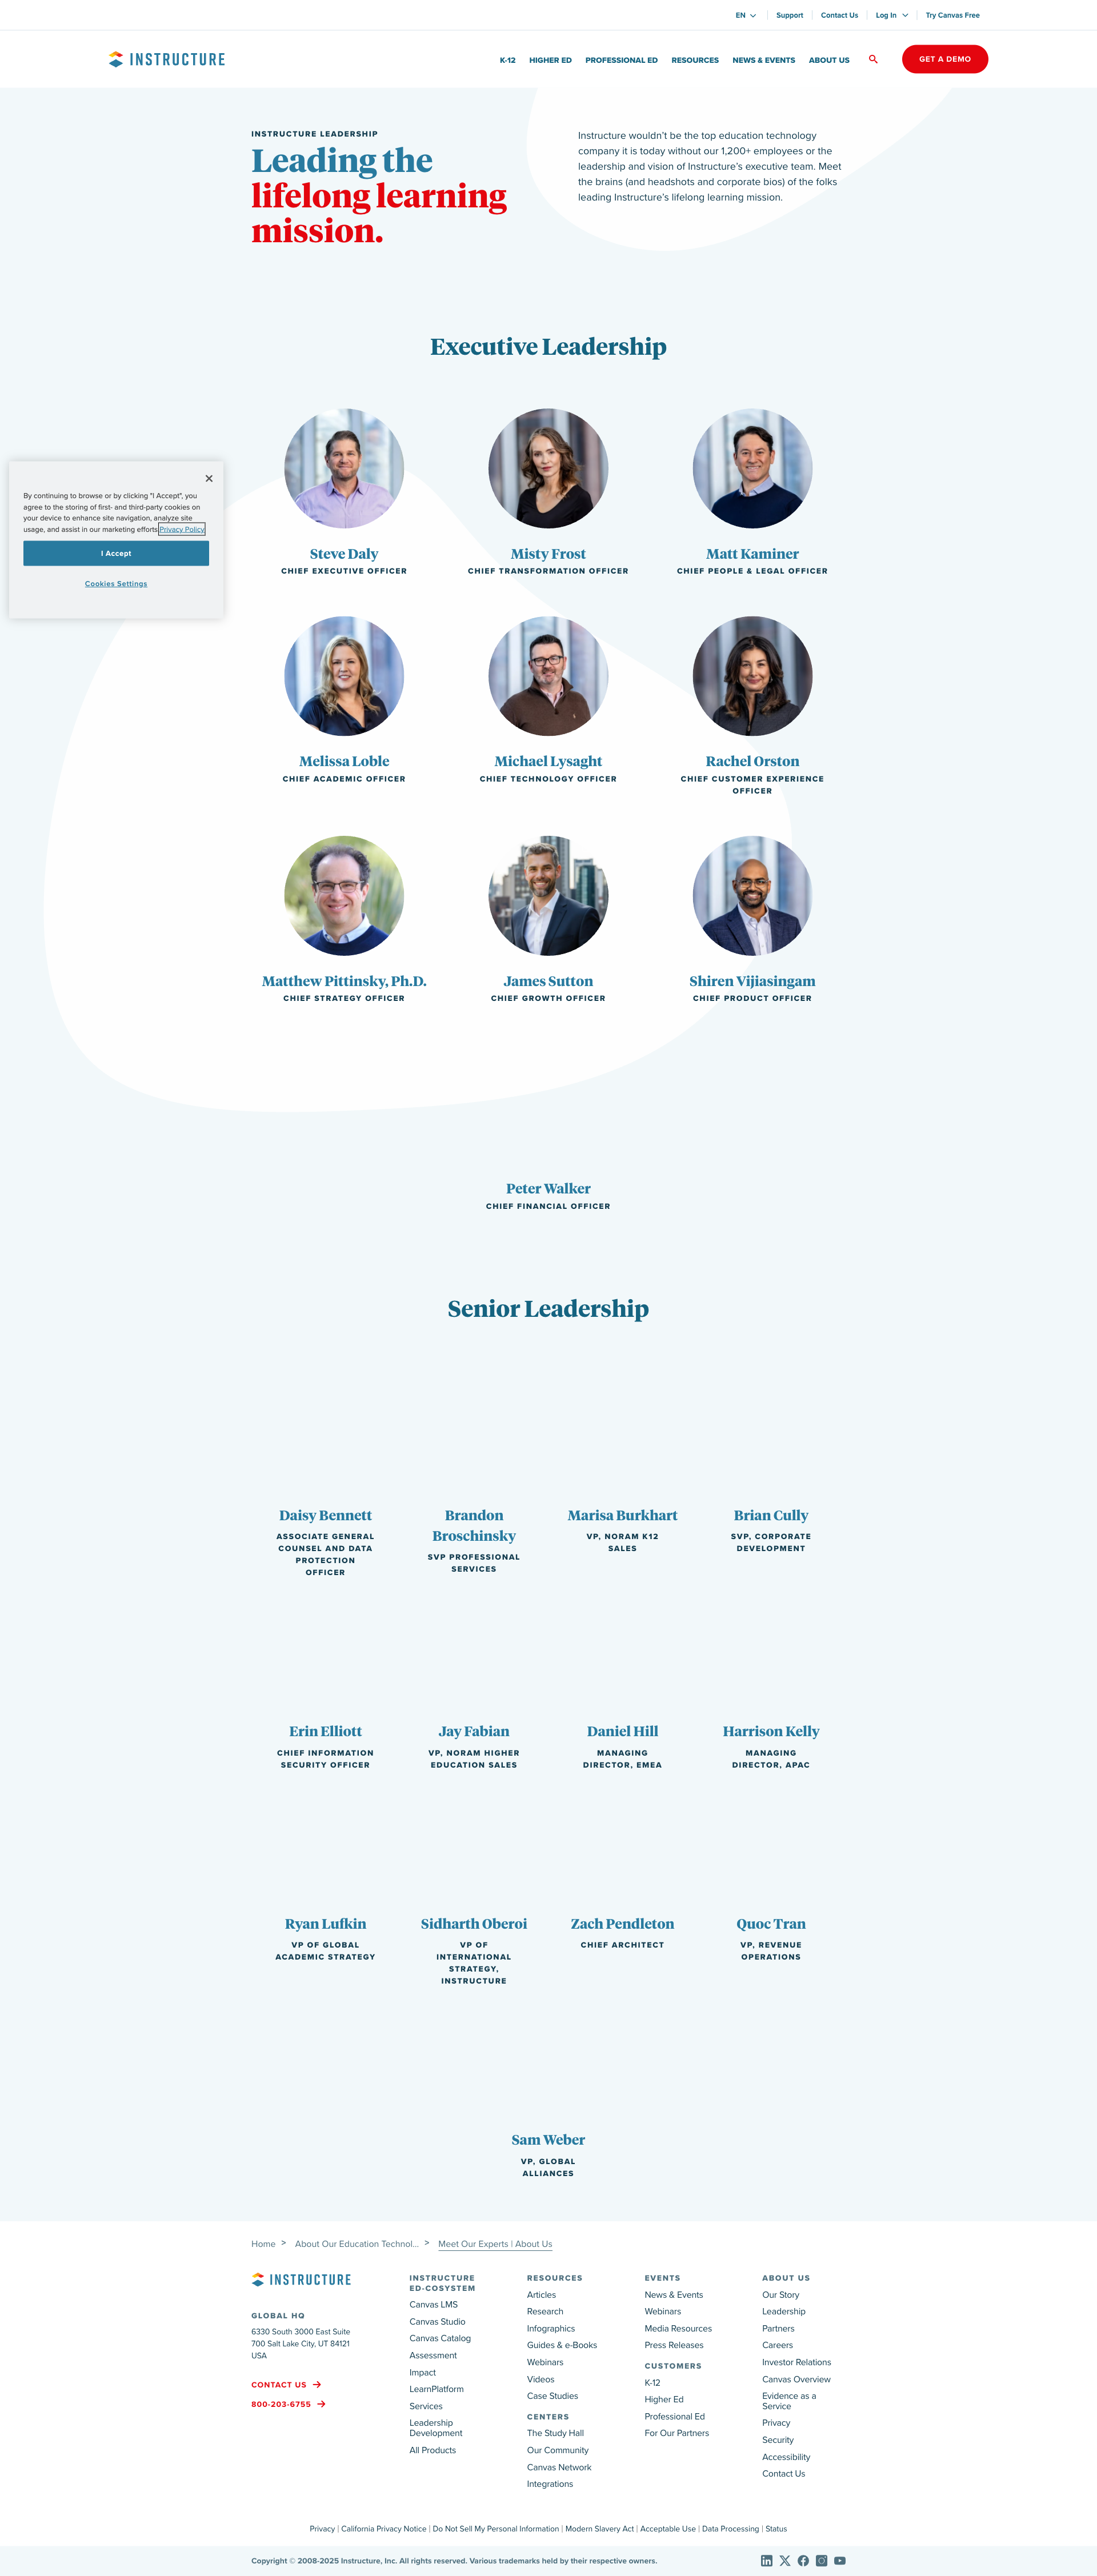 EN
Support
Contact Us
Log In
Try Canvas Free
INSTRUCTURE
K-12
HIGHER ED
PROFESSIONAL ED
RESOURCES
NEWS & EVENTS
ABOUT US
GET A DEMO
INSTRUCTURE LEADERSHIP
Leading the
lifelong learning
mission.
Instructure wouldn't be the top education technology
company it is today without our 1,200+ employees or the
leadership and vision of Instructure's executive team. Meet
the brains (and headshots and corporate bios) of the folks
leading Instructure's lifelong learning mission.
Executive Leadership
By continuing to browse or by clicking "I Accept", you
agree to the storing of first- and third-party cookies on
your device to enhance site navigation, analyze site
usage, and assist in our marketing efforts Privacy Policy
I Accept
Cookies Settings
Steve Daly
CHIEF EXECUTIVE OFFICER
Misty Frost
CHIEF TRANSFORMATION OFFICER
Matt Kaminer
CHIEF PEOPLE & LEGAL OFFICER
Melissa Loble
CHIEF ACADEMIC OFFICER
Michael Lysaght
CHIEF TECHNOLOGY OFFICER
Rachel Orston
CHIEF CUSTOMER EXPERIENCE
OFFICER
Matthew Pittinsky, Ph.D.
CHIEF STRATEGY OFFICER
James Sutton
CHIEF GROWTH OFFICER
Shiren Vijiasingam
CHIEF PRODUCT OFFICER
Peter Walker
CHIEF FINANCIAL OFFICER
Senior Leadership
Daisy Bennett
ASSOCIATE GENERAL
COUNSEL AND DATA
PROTECTION
OFFICER
Brandon
Broschinsky
SVP PROFESSIONAL
SERVICES
Marisa Burkhart
VP, NORAM K12
SALES
Brian Cully
SVP, CORPORATE
DEVELOPMENT
Erin Elliott
CHIEF INFORMATION
SECURITY OFFICER
Jay Fabian
VP, NORAM HIGHER
EDUCATION SALES
Daniel Hill
MANAGING
DIRECTOR, EMEA
Harrison Kelly
MANAGING
DIRECTOR, APAC
Ryan Lufkin
VP OF GLOBAL
ACADEMIC STRATEGY
Sidharth Oberoi
VP OF
INTERNATIONAL
STRATEGY,
INSTRUCTURE
Zach Pendleton
CHIEF ARCHITECT
Quoc Tran
VP, REVENUE
OPERATIONS
Sam Weber
VP, GLOBAL
ALLIANCES
Home > About Our Education Technol... > Meet Our Experts | About Us
INSTRUCTURE
GLOBAL HQ
6330 South 3000 East Suite
700 Salt Lake City, UT 84121
USA
CONTACT US
800-203-6755
INSTRUCTURE
ED-COSYSTEM
Canvas LMS
Canvas Studio
Canvas Catalog
Assessment
Impact
LearnPlatform
Services
Leadership
Development
All Products
RESOURCES
Articles
Research
Infographics
Guides & e-Books
Webinars
Videos
Case Studies
CENTERS
The Study Hall
Our Community
Canvas Network
Integrations
EVENTS
News & Events
Webinars
Media Resources
Press Releases
CUSTOMERS
K-12
Higher Ed
Professional Ed
For Our Partners
ABOUT US
Our Story
Leadership
Partners
Careers
Investor Relations
Canvas Overview
Evidence as a
Service
Privacy
Security
Accessibility
Contact Us
Privacy | California Privacy Notice | Do Not Sell My Personal Information | Modern Slavery Act | Acceptable Use | Data Processing | Status
Copyright © 2008-2025 Instructure, Inc. All rights reserved. Various trademarks held by their respective owners.